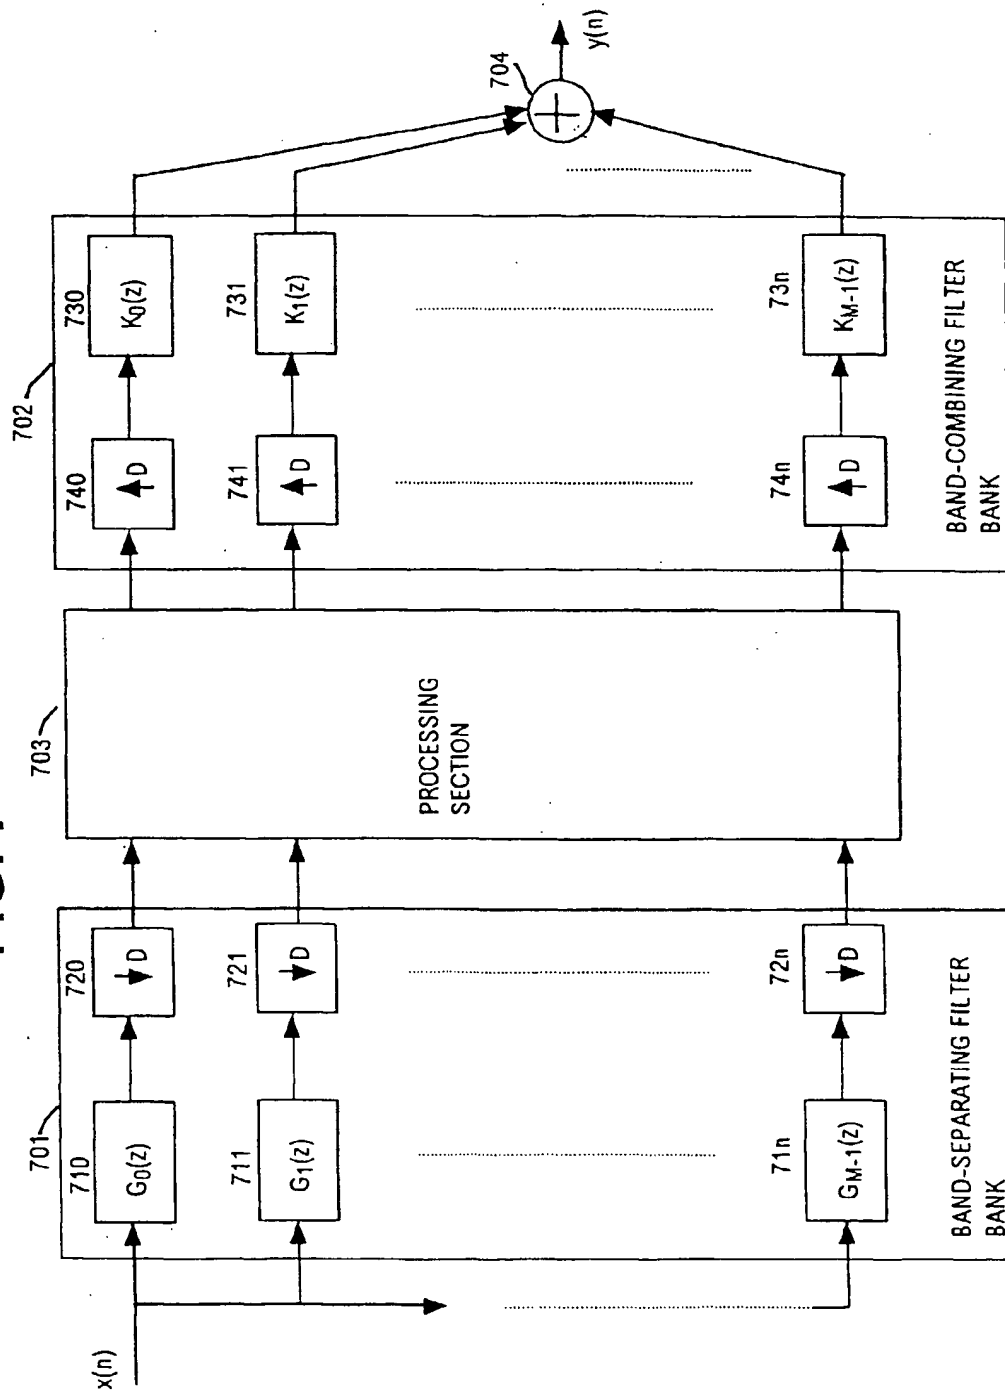 x(n)
701
710
G0(z)
720
↓D
711
G1(z)
721
↓D
71n
GM-1(z)
72n
↓D
BAND-SEPARATING FILTER
BANK
703
PROCESSING
SECTION
702
740
↑D
730
K0(z)
741
↑D
731
K1(z)
74n
↑D
73n
KM-1(z)
BAND-COMBINING FILTER
BANK
704
+
y(n)